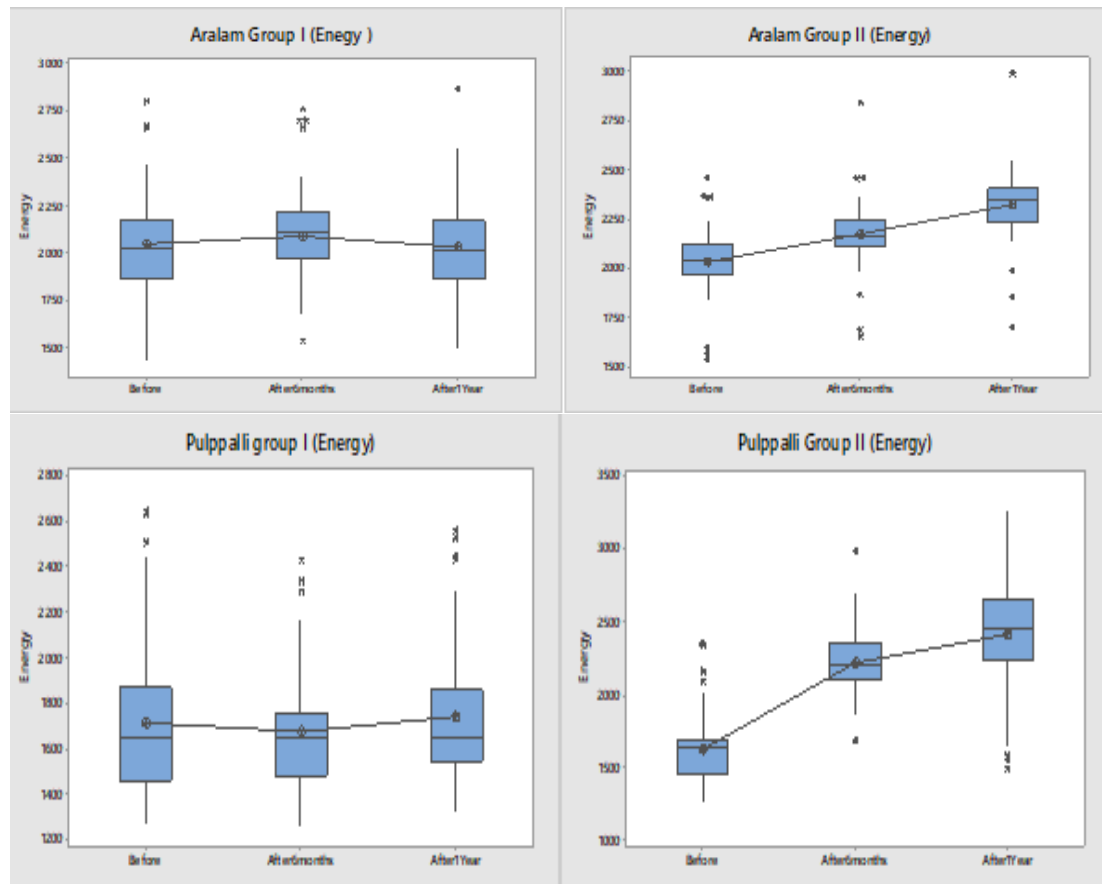 Aralam Group I (Enegy )
3000
2750
2500
2250
2000
1750
1500
Energy
Before
After6months
After1Year
Aralam Group II (Energy)
3000
2750
2500
2250
2000
1750
1500
Energy
Before
After6months
After1Year
Pulppalli group I (Energy)
2800
2600
2400
2200
2000
1800
1600
1400
1200
Energy
Before
After6months
After1Year
Pulppalli Group II (Energy)
3500
3000
2500
2000
1500
1000
Energy
Before
After6months
After1Year